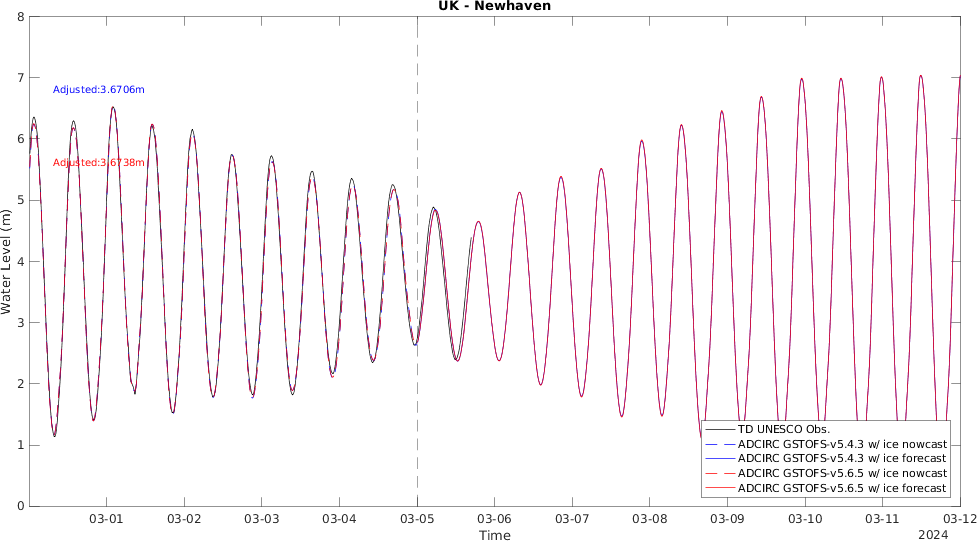 UK - Newhaven
8
7
6
5
4
3
2
1
0
Water Level (m)
Adjusted:3.6706m
Adjusted:3.6738m
TD UNESCO Obs.
ADCIRC GSTOFS-v5.4.3 w/ ice nowcast
ADCIRC GSTOFS-v5.4.3 w/ ice forecast
ADCIRC GSTOFS-v5.6.5 w/ ice nowcast
ADCIRC GSTOFS-v5.6.5 w/ ice forecast
03-01 03-02 03-03 03-04 03-05 03-06 03-07 03-08 03-09 03-10 03-11 03-12
Time
2024